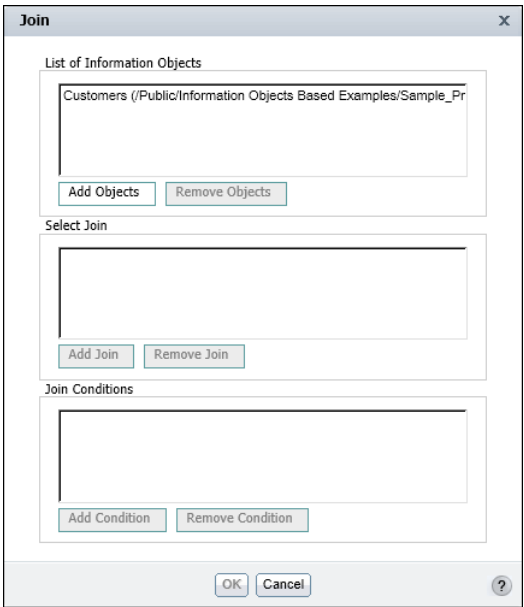 Join
x
List of Information Objects
Customers (/Public/Information Objects Based Examples/Sample_Pr
Add Objects Remove Objects
Select Join
Add Join Remove Join
Join Conditions
Add Condition Remove Condition
OK Cancel ?